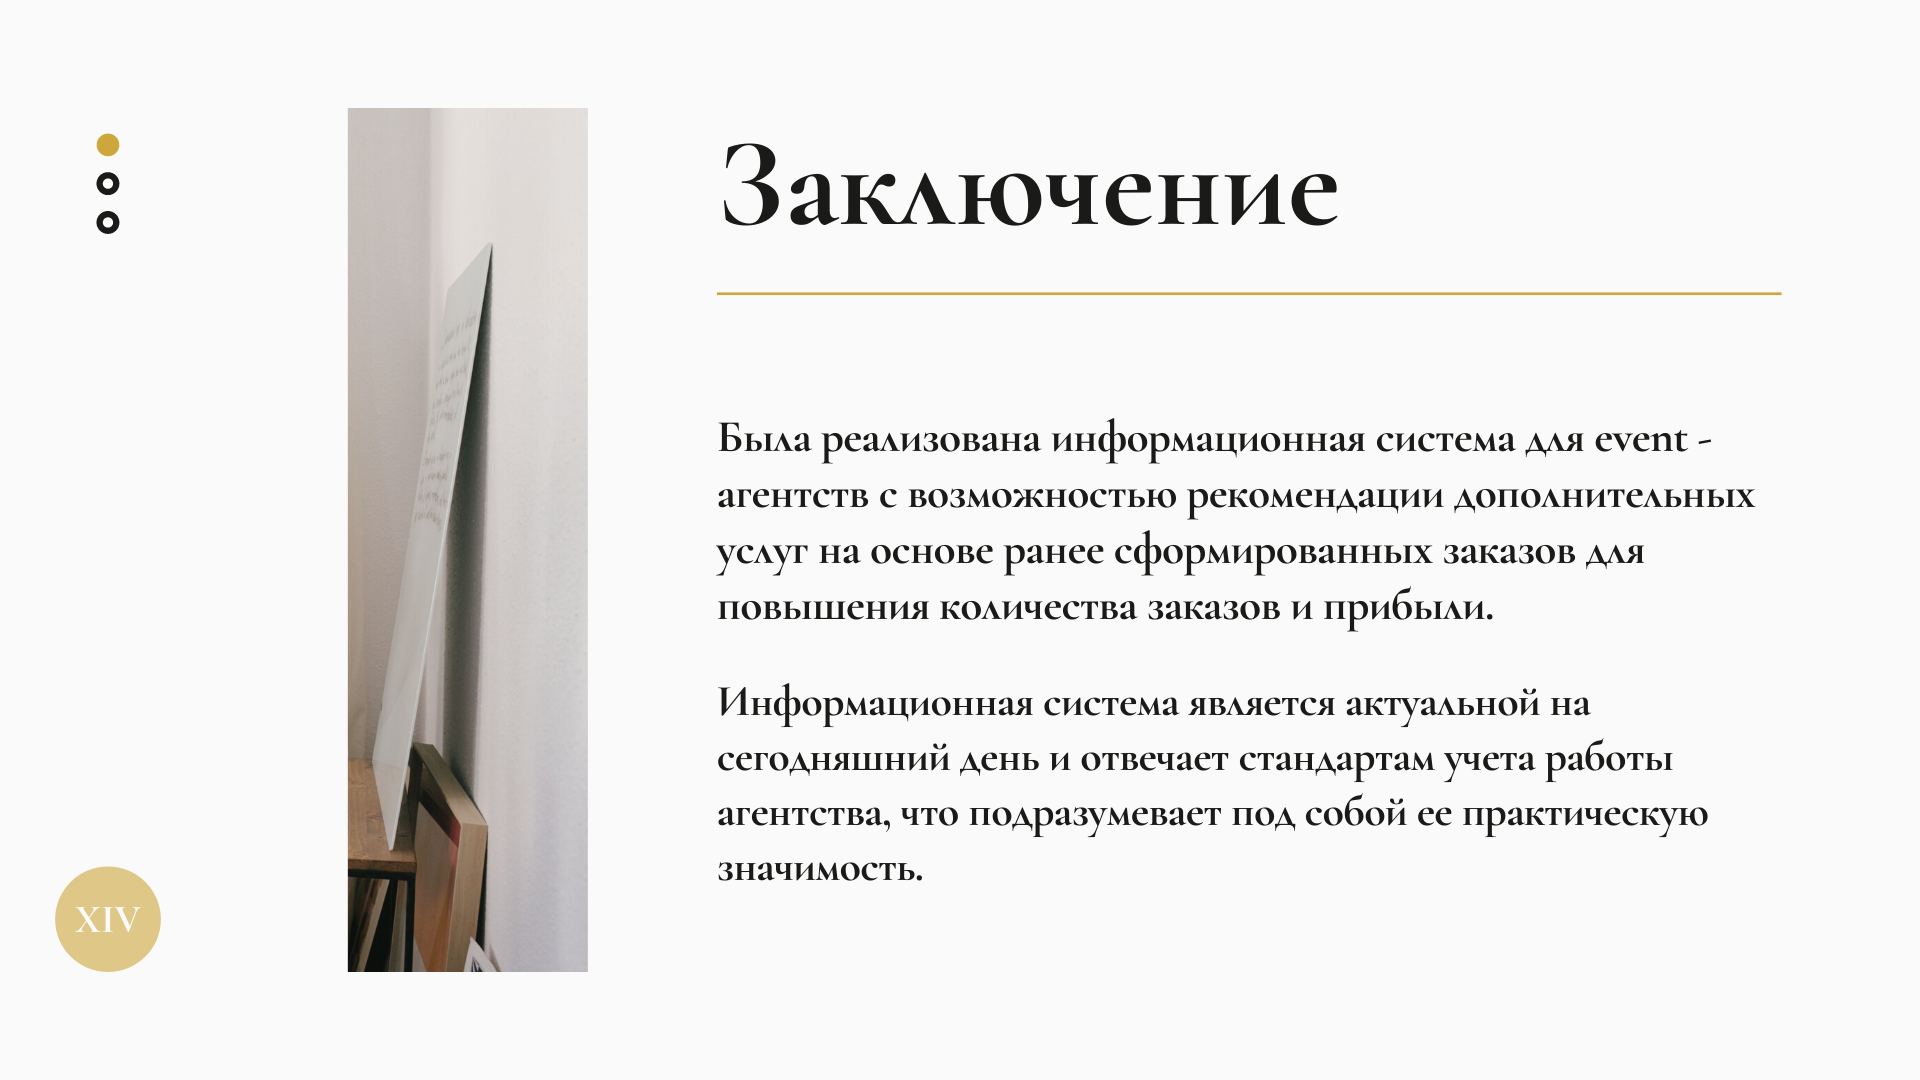 Заключение
Была реализована информационная система для event -
агентств с возможностью рекомендации дополнительных
услуг на основе ранее сформированных заказов для
повышения количества заказов и прибыли.
Информационная система является актуальной на
сегодняшний день и отвечает стандартам учета работы
агентства, что подразумевает под собой ее практическую
значимость.
XIV